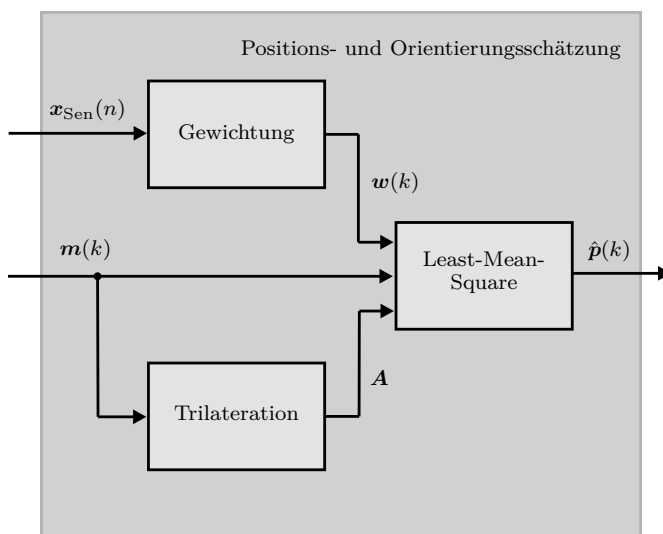 Positions- und Orientierungsschätzung
x_Sen(n)
Gewichtung
w(k)
m(k)
Least-Mean-
Square
p̂(k)
A
Trilateration